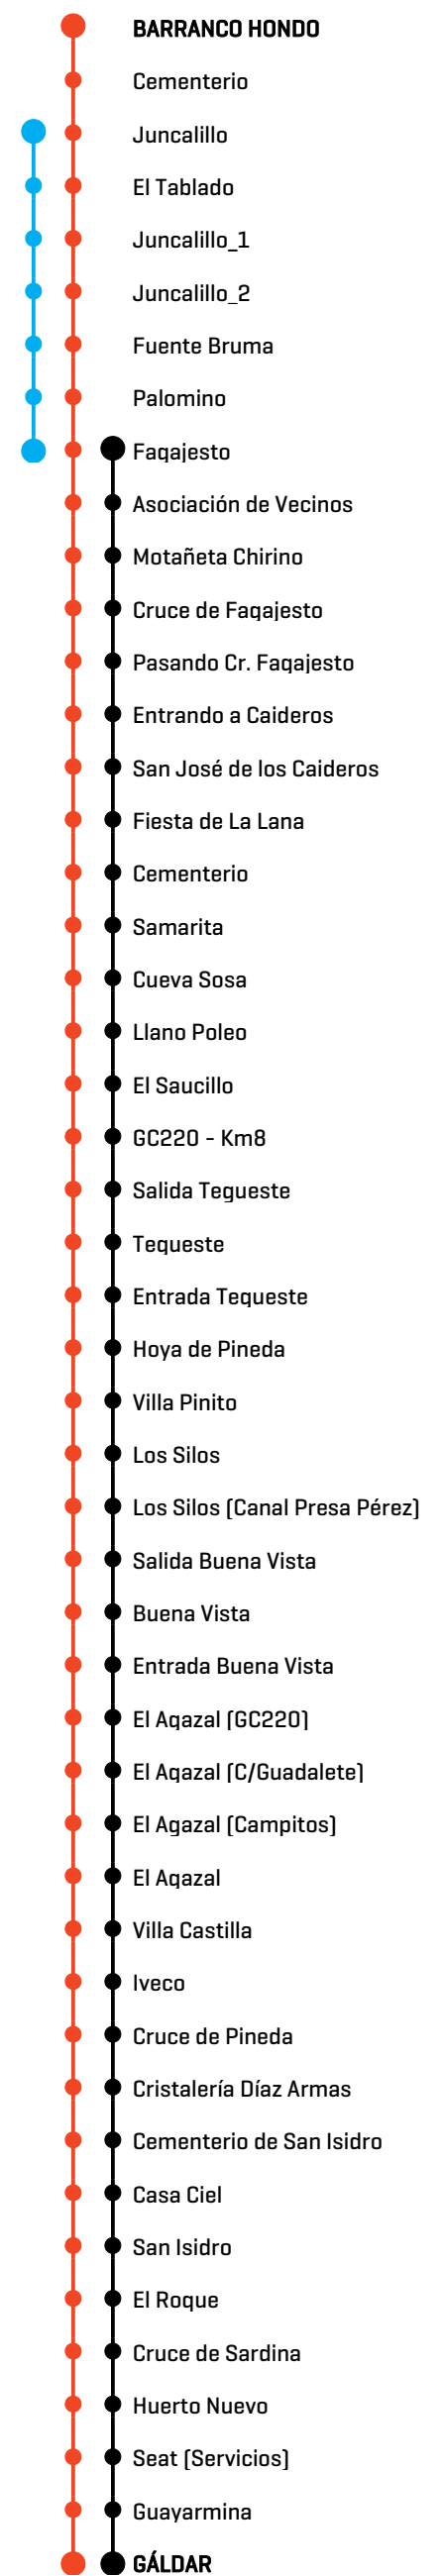 BARRANCO HONDO
Cementerio
Juncalillo
El Tablado
Juncalillo_1
Juncalillo_2
Fuente Bruma
Palomino
Fagajesto
Asociación de Vecinos
Motañeta Chirino
Cruce de Fagajesto
Pasando Cr. Fagajesto
Entrando a Caideros
San José de los Caideros
Fiesta de La Lana
Cementerio
Samarita
Cueva Sosa
Llano Poleo
El Saucillo
GC220 - Km8
Salida Tegueste
Tegueste
Entrada Tegueste
Hoya de Pineda
Villa Pinito
Los Silos
Los Silos (Canal Presa Pérez)
Salida Buena Vista
Buena Vista
Entrada Buena Vista
El Agazal (GC220)
El Agazal (C/Guadalete)
El Agazal (Campitos)
El Agazal
Villa Castilla
Iveco
Cruce de Pineda
Cristalería Díaz Armas
Cementerio de San Isidro
Casa Ciel
San Isidro
El Roque
Cruce de Sardina
Huerto Nuevo
Seat (Servicios)
Guayarmina
GÁLDAR